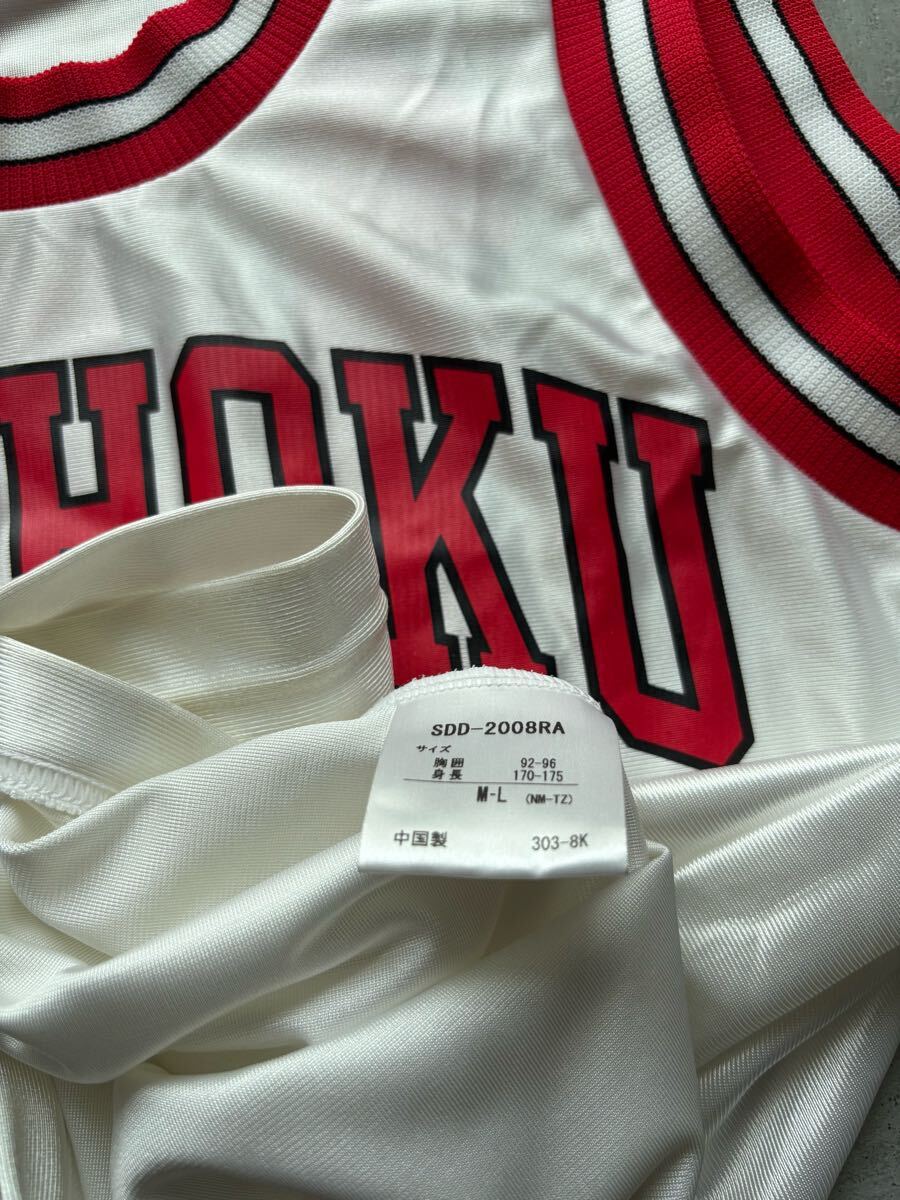 HOKU
SDD-2008RA
サイズ
胸囲 92-96
身長 170-175
M-L (NM-TZ)
中国製 303-8K